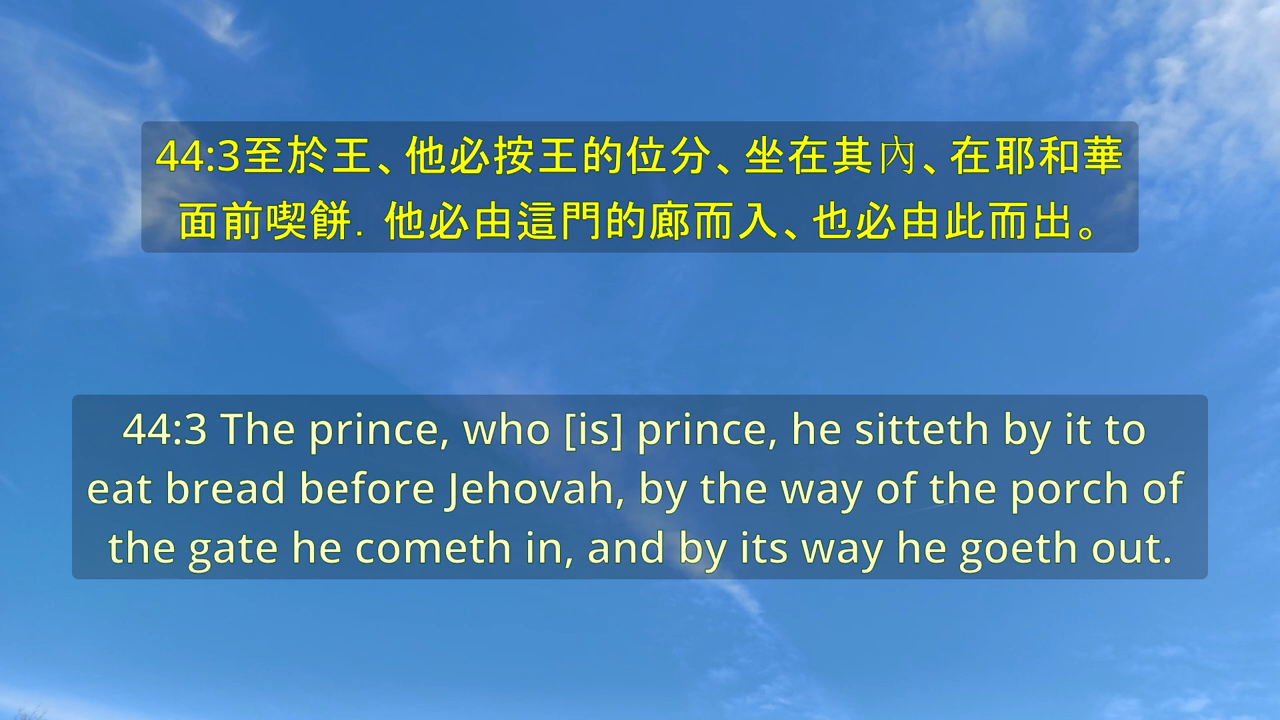 44:3至於王、他必按王的位分、坐在其內、在耶和華
面前喫餅．他必由這門的廊而入、也必由此而出。
44:3 The prince, who [is] prince, he sitteth by it to
eat bread before Jehovah, by the way of the porch of
the gate he cometh in, and by its way he goeth out.